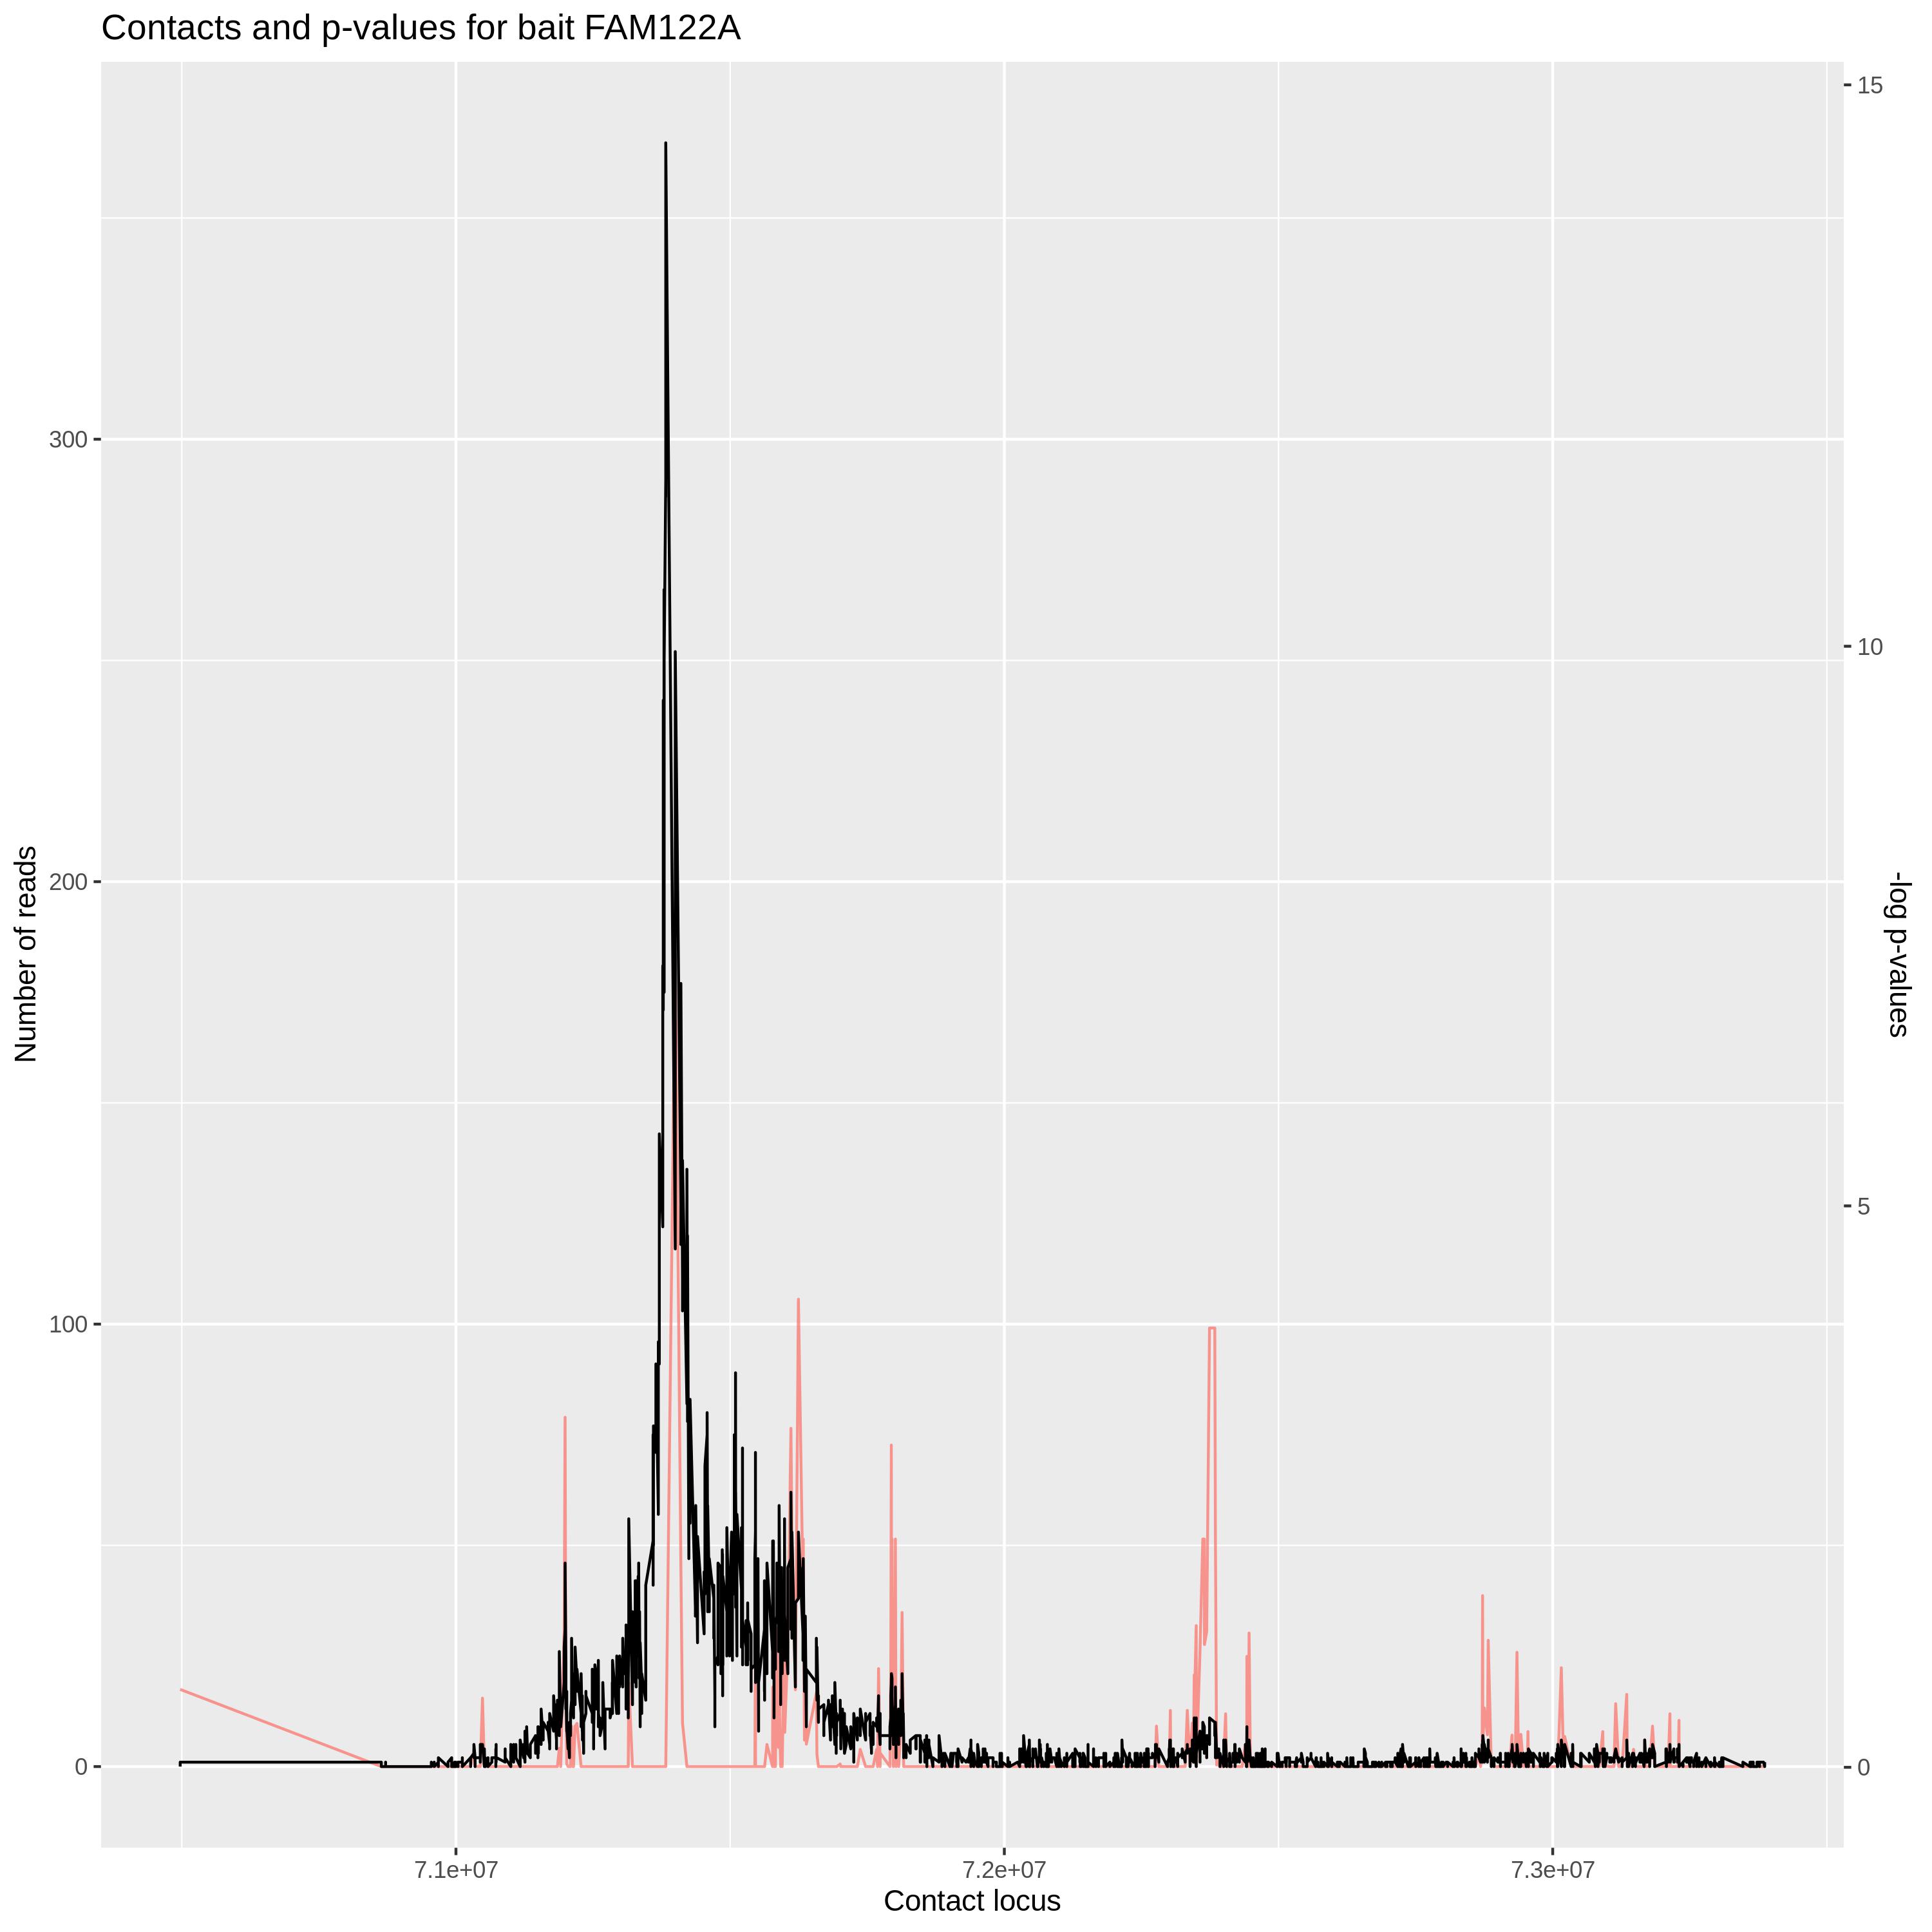 Contacts and p-values for bait FAM122A
Number of reads
300
200
100
0
15
10
5
0
-log p-values
7.1e+07 7.2e+07 7.3e+07
Contact locus